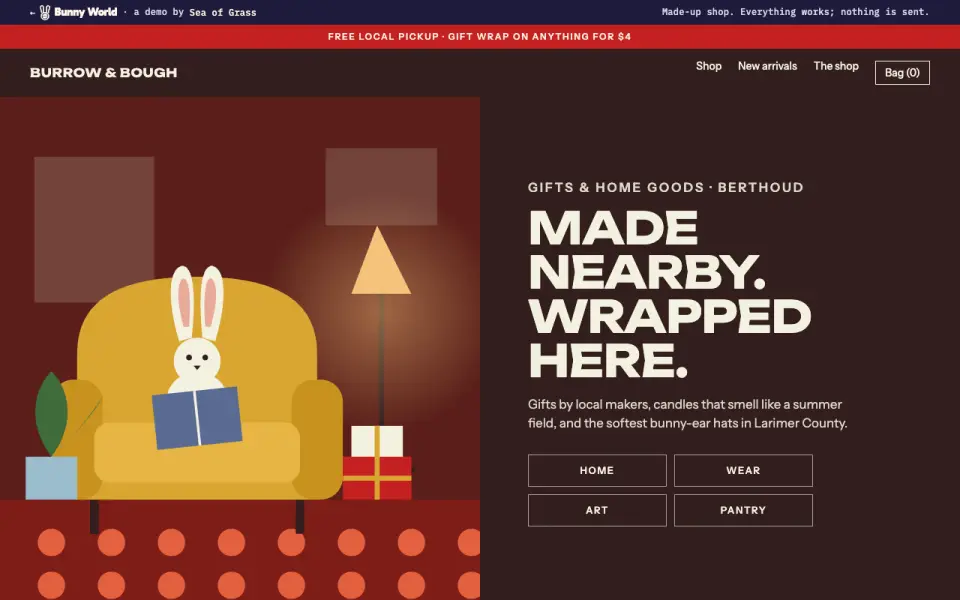 ← Bunny World · a demo by Sea of Grass
Made-up shop. Everything works; nothing is sent.
FREE LOCAL PICKUP · GIFT WRAP ON ANYTHING FOR $4
BURROW & BOUGH
Shop New arrivals The shop Bag (0)
GIFTS & HOME GOODS · BERTHOUD
MADE
NEARBY.
WRAPPED
HERE.
Gifts by local makers, candles that smell like a summer
field, and the softest bunny-ear hats in Larimer County.
HOME WEAR
ART PANTRY